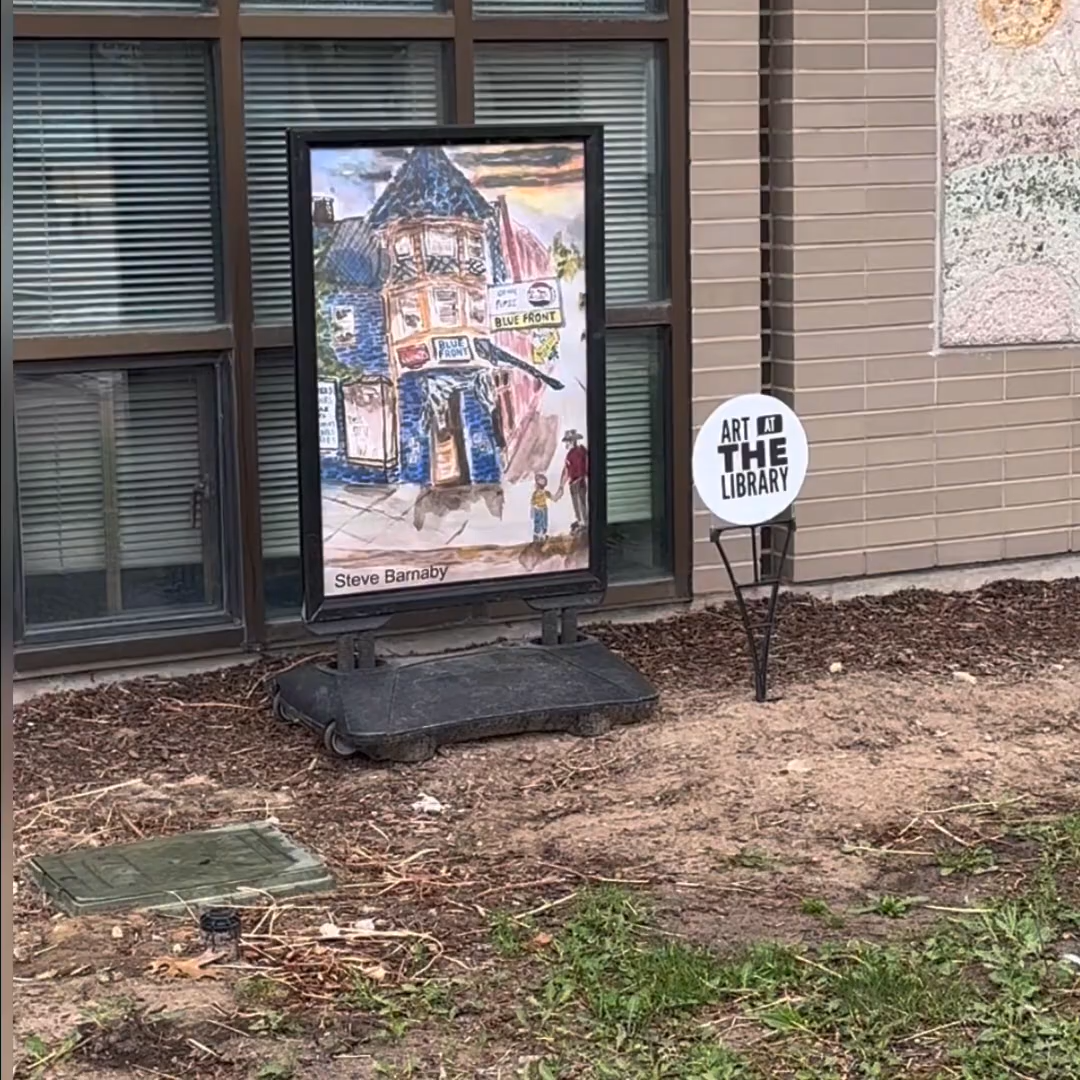 BLUE FRONT
BLUE
FRONT
Steve Barnaby
ART AT
THE
LIBRARY